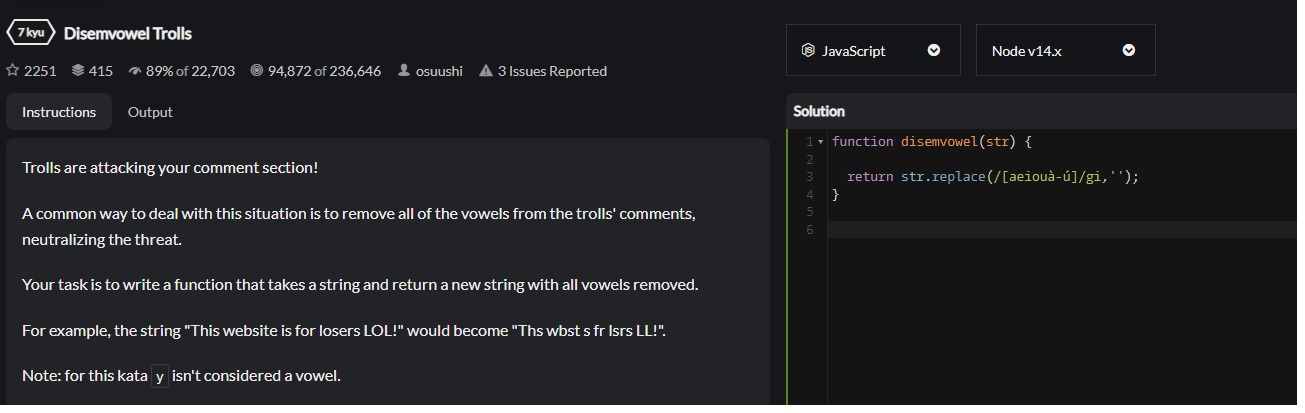 7 kyu Disemvowel Trolls
2251 415 89% of 22,703 94,872 of 236,646 osuushi 3 Issues Reported
Instructions Output
Trolls are attacking your comment section!
A common way to deal with this situation is to remove all of the vowels from the trolls' comments,
neutralizing the threat.
Your task is to write a function that takes a string and return a new string with all vowels removed.
For example, the string "This website is for losers LOL!" would become "Ths wbst s fr lsrs LL!".
Note: for this kata y isn't considered a vowel.
JavaScript Node v14.x
Solution
1 function disemvowel(str) {
2
3 return str.replace(/[aeiouà-ú]/gi,'');
4 }
5
6